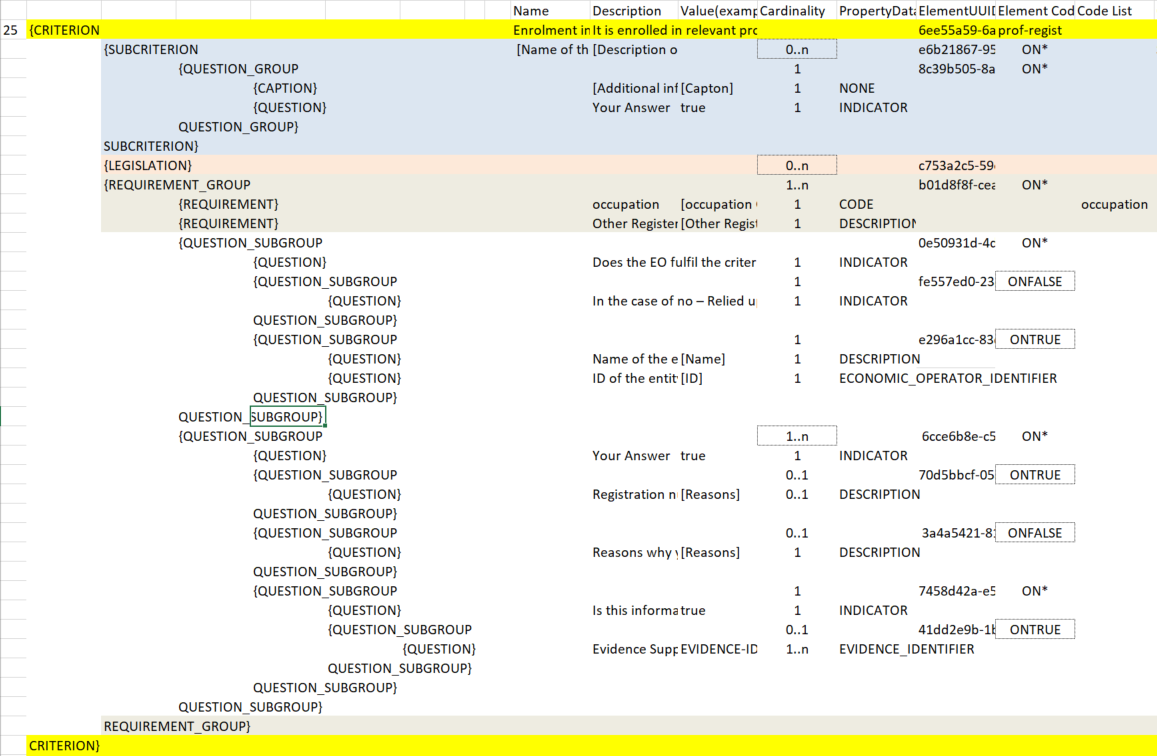 Name Description Value(examp Cardinality PropertyData ElementUUID Element Cod Code List
25 {CRITERION Enrolment in It is enrolled in relevant pro 6ee55a59-6a prof-regist
{SUBCRITERION [Name of th [Description o 0..n e6b21867-95 ON*
{QUESTION_GROUP 1 8c39b505-8a ON*
{CAPTION} [Additional inf [Capton] 1 NONE
{QUESTION} Your Answer true 1 INDICATOR
QUESTION_GROUP}
SUBCRITERION}
{LEGISLATION} 0..n c753a2c5-59
{REQUIREMENT_GROUP 1..n b01d8f8f-cea ON*
{REQUIREMENT} occupation [occupation 1 CODE occupation
{REQUIREMENT} Other Register [Other Regist 1 DESCRIPTION
{QUESTION_SUBGROUP 0e50931d-4c ON*
{QUESTION} Does the EO fulfil the criter 1 INDICATOR
{QUESTION_SUBGROUP 1 fe557ed0-23 ONFALSE
{QUESTION} In the case of no – Relied u 1 INDICATOR
QUESTION_SUBGROUP}
{QUESTION_SUBGROUP 1 e296a1cc-83 ONTRUE
{QUESTION} Name of the e [Name] 1 DESCRIPTION
{QUESTION} ID of the entit [ID] 1 ECONOMIC_OPERATOR_IDENTIFIER
QUESTION_SUBGROUP}
QUESTION_SUBGROUP}
{QUESTION_SUBGROUP 1..n 6cce6b8e-c5 ON*
{QUESTION} Your Answer true 1 INDICATOR
{QUESTION_SUBGROUP 0..1 70d5bbcf-05 ONTRUE
{QUESTION} Registration n [Reasons] 0..1 DESCRIPTION
QUESTION_SUBGROUP}
{QUESTION_SUBGROUP 0..1 3a4a5421-8 ONFALSE
{QUESTION} Reasons why y [Reasons] 1 DESCRIPTION
QUESTION_SUBGROUP}
{QUESTION_SUBGROUP 1 7458d42a-e5 ON*
{QUESTION} Is this informa true 1 INDICATOR
{QUESTION_SUBGROUP 0..1 41dd2e9b-1b ONTRUE
{QUESTION} Evidence Supp EVIDENCE-ID 1..n EVIDENCE_IDENTIFIER
QUESTION_SUBGROUP}
QUESTION_SUBGROUP}
QUESTION_SUBGROUP}
REQUIREMENT_GROUP}
CRITERION}